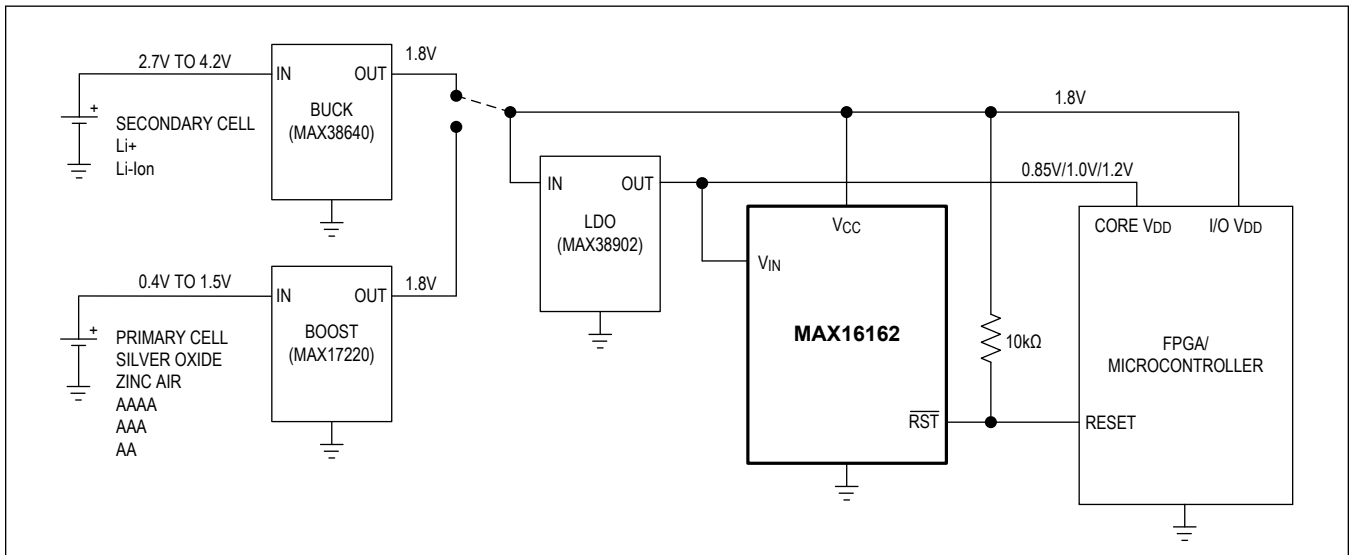 2.7V TO 4.2V
+
SECONDARY CELL
Li+
Li-Ion
IN
OUT
BUCK
(MAX38640)
1.8V
0.4V TO 1.5V
+
PRIMARY CELL
SILVER OXIDE
ZINC AIR
AAAA
AAA
AA
IN
OUT
BOOST
(MAX17220)
1.8V
IN
OUT
LDO
(MAX38902)
1.8V
0.85V/1.0V/1.2V
VCC
VIN
MAX16162
RST
10kΩ
CORE VDD
I/O VDD
FPGA/
MICROCONTROLLER
RESET